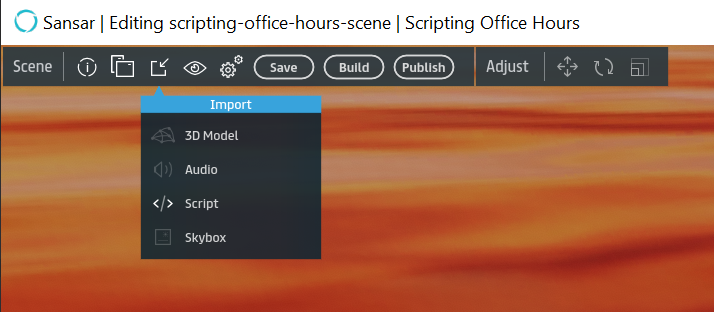 Sansar | Editing scripting-office-hours-scene | Scripting Office Hours
Scene Save Build Publish Adjust
Import
3D Model
Audio
Script
Skybox